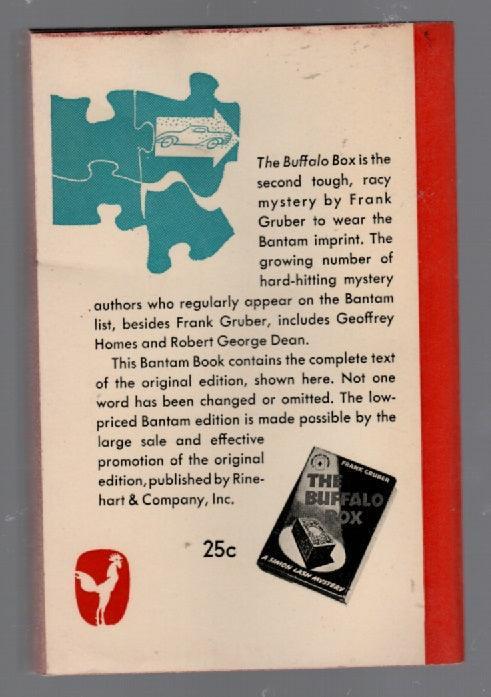 The Buffalo Box is the
second tough, racy
mystery by Frank
Gruber to wear the
Bantam imprint. The
growing number of
hard-hitting mystery
authors who regularly appear on the Bantam
list, besides Frank Gruber, includes Geoffrey
Homes and Robert George Dean.
This Bantam Book contains the complete text
of the original edition, shown here. Not one
word has been changed or omitted. The low-
priced Bantam edition is made possible by the
large sale and effective
promotion of the original
edition, published by Rine-
hart & Company, Inc.
FRANK GRUBER
THE
BUFFALO
BOX
A SIMON LASH MYSTERY
25c